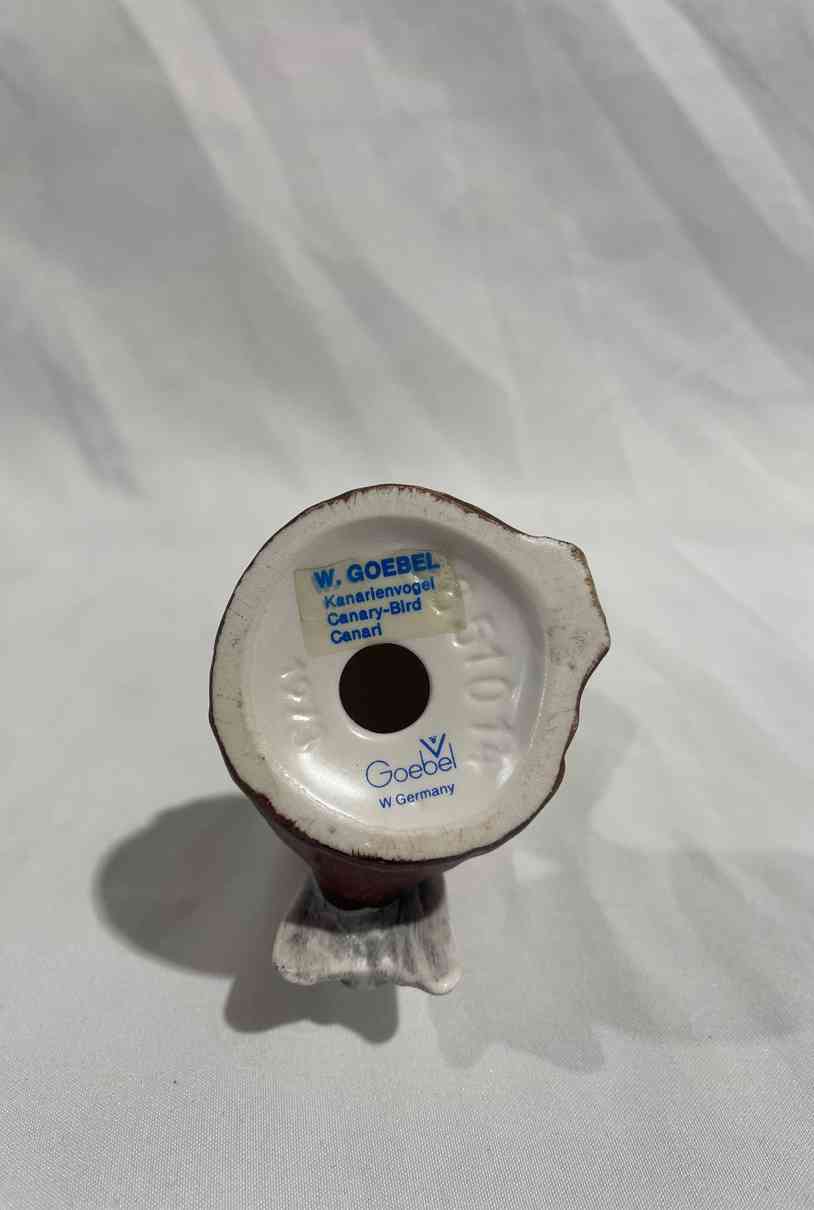 W. GOEBEL
Kanarienvogel
Canary-Bird
Canari
Goebel
W.Germany